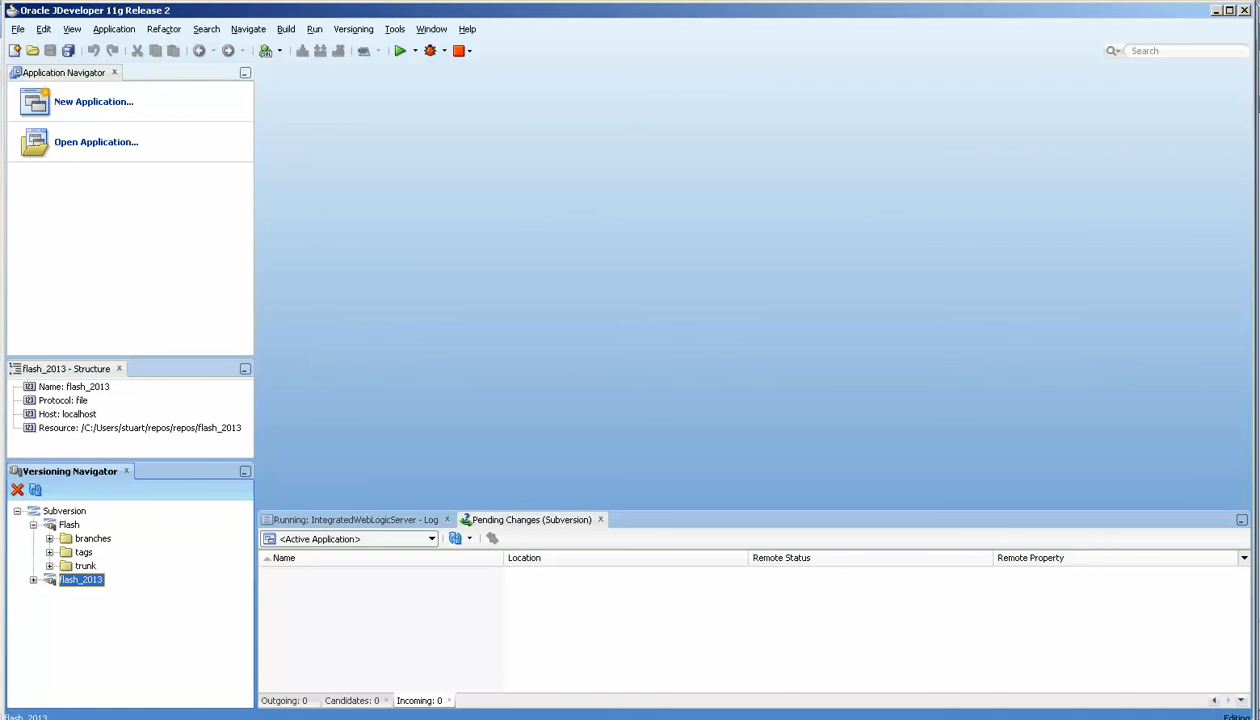 Oracle JDeveloper 11g Release 2
File Edit View Application Refactor Search Navigate Build Run Versioning Tools Window Help
Search
Application Navigator
New Application...
Open Application...
flash_2013 - Structure
Name: flash_2013
Protocol: file
Host: localhost
Resource: /C:/Users/stuart/repos/repos/flash_2013
Versioning Navigator
Subversion
Flash
branches
tags
trunk
flash_2013
Running: IntegratedWebLogicServer - Log
Pending Changes (Subversion)
<Active Application>
Name Location Remote Status Remote Property
Outgoing: 0 Candidates: 0 Incoming: 0
flash_2013
Editing